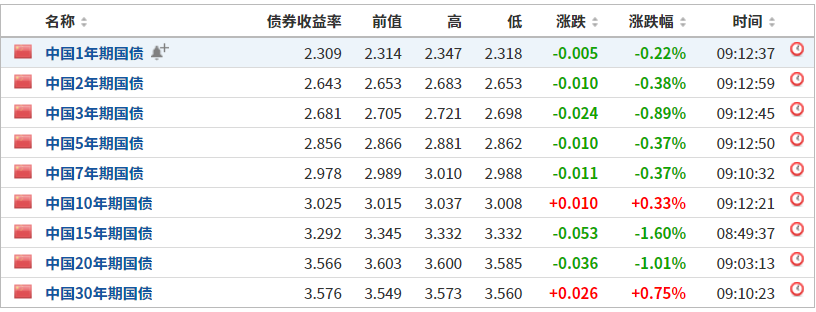 名称 债券收益率 前值 高 低 涨跌 涨跌幅 时间
中国1年期国债 2.309 2.314 2.347 2.318 -0.005 -0.22% 09:12:37
中国2年期国债 2.643 2.653 2.683 2.653 -0.010 -0.38% 09:12:59
中国3年期国债 2.681 2.705 2.721 2.698 -0.024 -0.89% 09:12:45
中国5年期国债 2.856 2.866 2.881 2.862 -0.010 -0.37% 09:12:50
中国7年期国债 2.978 2.989 3.010 2.988 -0.011 -0.37% 09:10:32
中国10年期国债 3.025 3.015 3.037 3.008 +0.010 +0.33% 09:12:21
中国15年期国债 3.292 3.345 3.332 3.332 -0.053 -1.60% 08:49:37
中国20年期国债 3.566 3.603 3.600 3.585 -0.036 -1.01% 09:03:13
中国30年期国债 3.576 3.549 3.573 3.560 +0.026 +0.75% 09:10:23